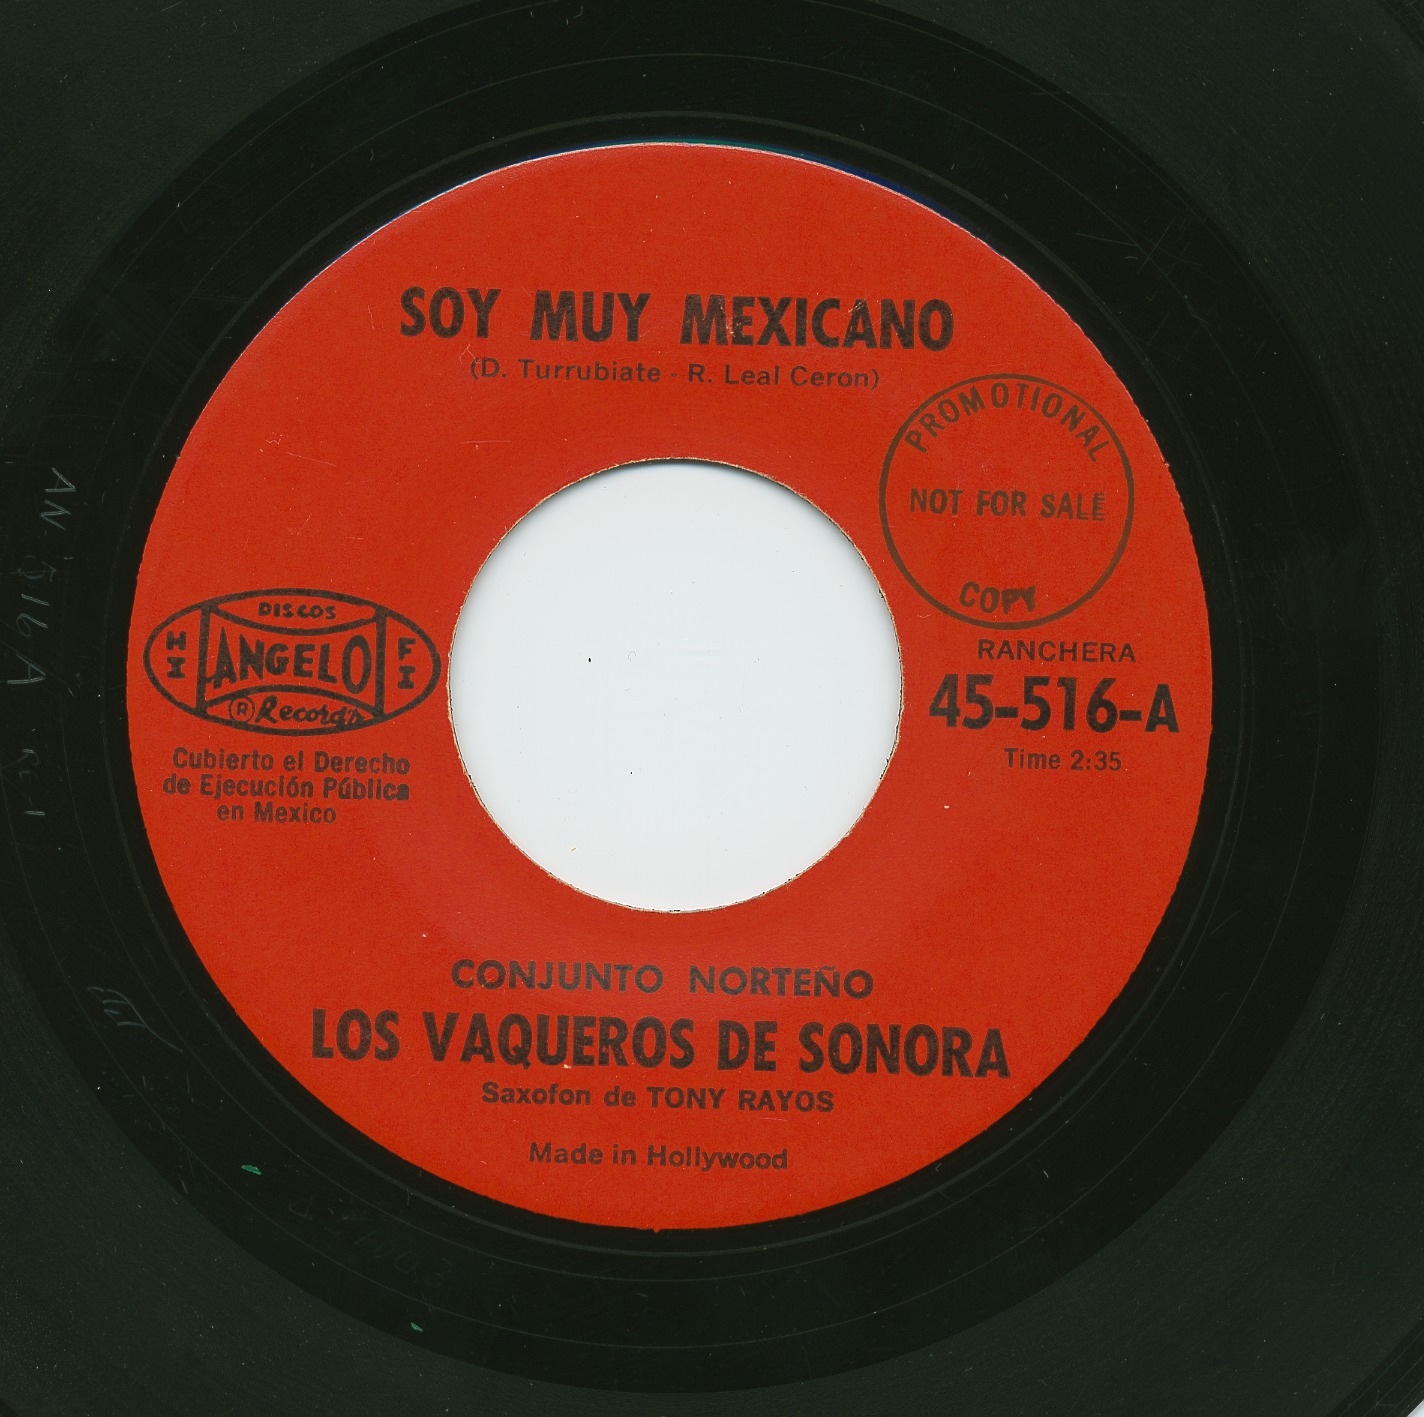 SOY MUY MEXICANO
(D. Turrubiate - R. Leal Ceron)
PROMOTIONAL
NOT FOR SALE
COPY
DISCOS
HI ANGELO FI
® Records
RANCHERA
45-516-A
Time 2:35
Cubierto el Derecho
de Ejecución Pública
en Mexico
CONJUNTO NORTEÑO
LOS VAQUEROS DE SONORA
Saxofon de TONY RAYOS
Made in Hollywood
AN 516 A